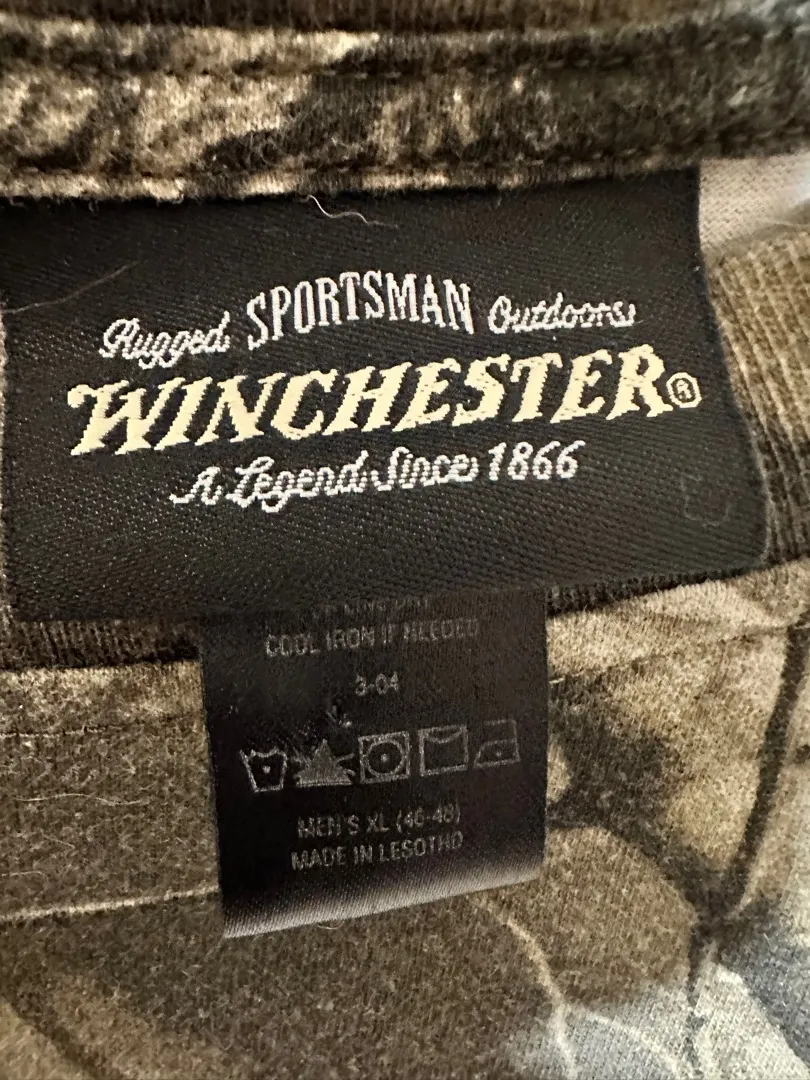 Rugged SPORTSMAN Outdoors
WINCHESTER®
A Legend Since 1866
COOL IRON IF NEEDED
3-04
MEN'S XL (46-48)
MADE IN LESOTHO